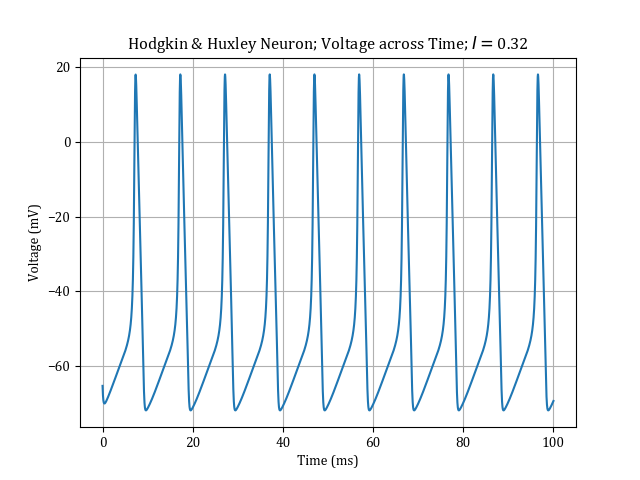 Hodgkin & Huxley Neuron; Voltage across Time; I = 0.32
20
0
−20
−40
−60
Voltage (mV)
0 20 40 60 80 100
Time (ms)